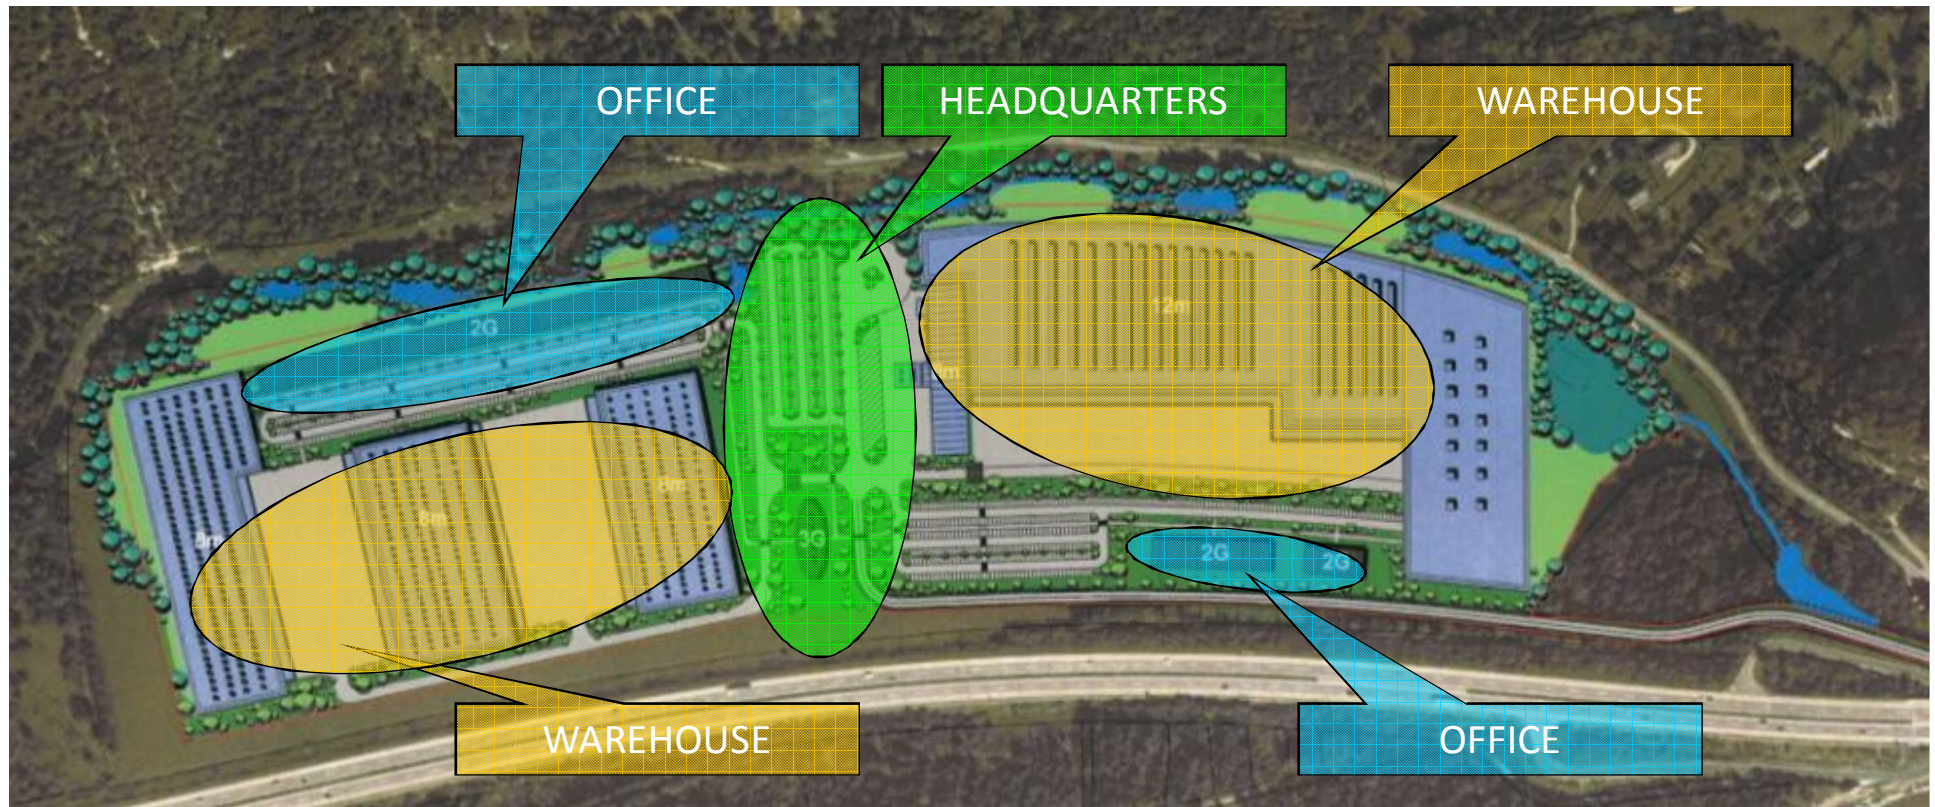 OFFICE
HEADQUARTERS
WAREHOUSE
2G
12m
8m
8m
3G
2G
2G
WAREHOUSE
OFFICE